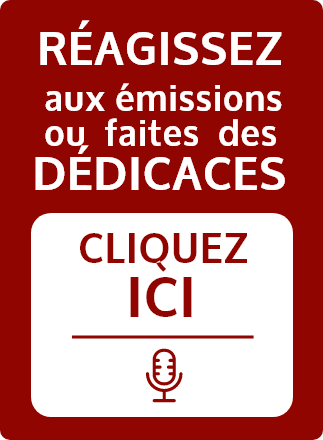 RÉAGISSEZ
aux émissions
ou faites des
DÉDICACES
CLIQUEZ
ICI